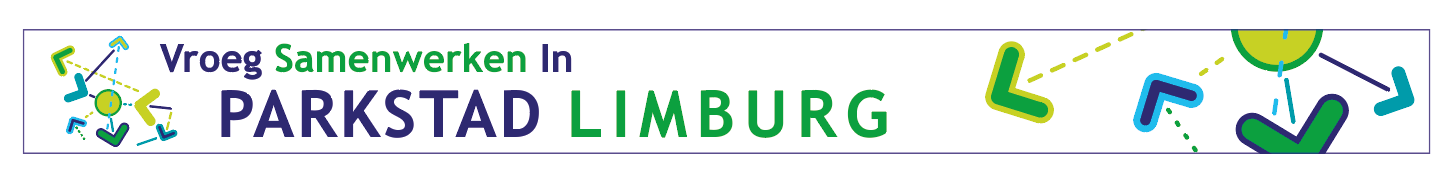 Vroeg Samenwerken In
PARKSTAD LIMBURG